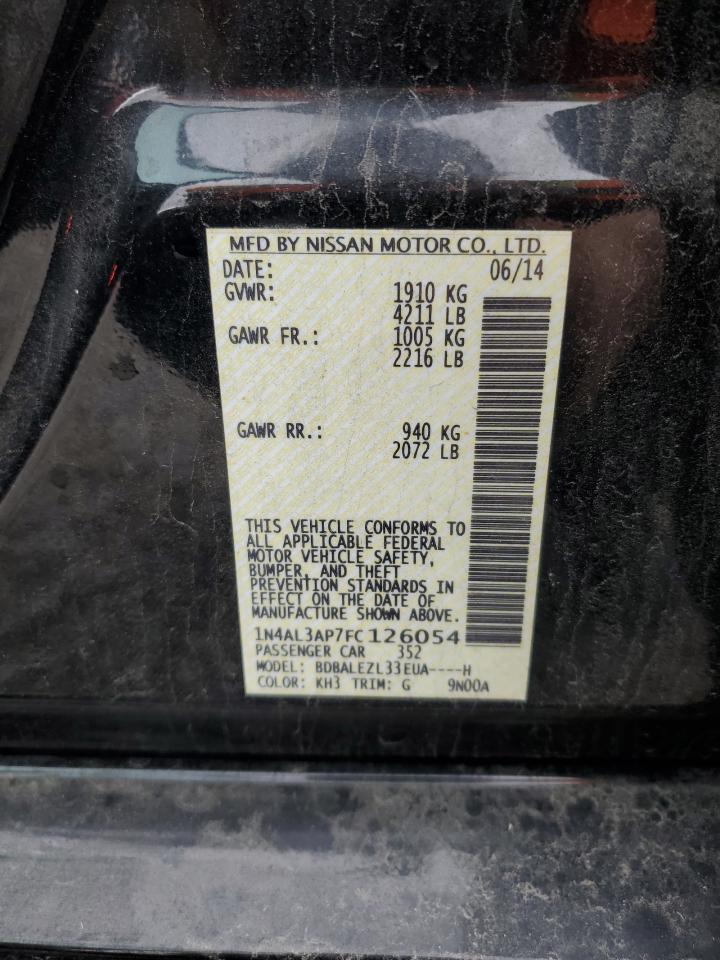 MFD BY NISSAN MOTOR CO., LTD.
DATE: 06/14
GVWR: 1910 KG
4211 LB
GAWR FR.: 1005 KG
2216 LB
GAWR RR.: 940 KG
2072 LB
THIS VEHICLE CONFORMS TO
ALL APPLICABLE FEDERAL
MOTOR VEHICLE SAFETY,
BUMPER, AND THEFT
PREVENTION STANDARDS IN
EFFECT ON THE DATE OF
MANUFACTURE SHOWN ABOVE.
1N4AL3AP7FC126054
PASSENGER CAR 352
MODEL: BDBALEZL33EUA----H
COLOR: KH3 TRIM: G 9N00A